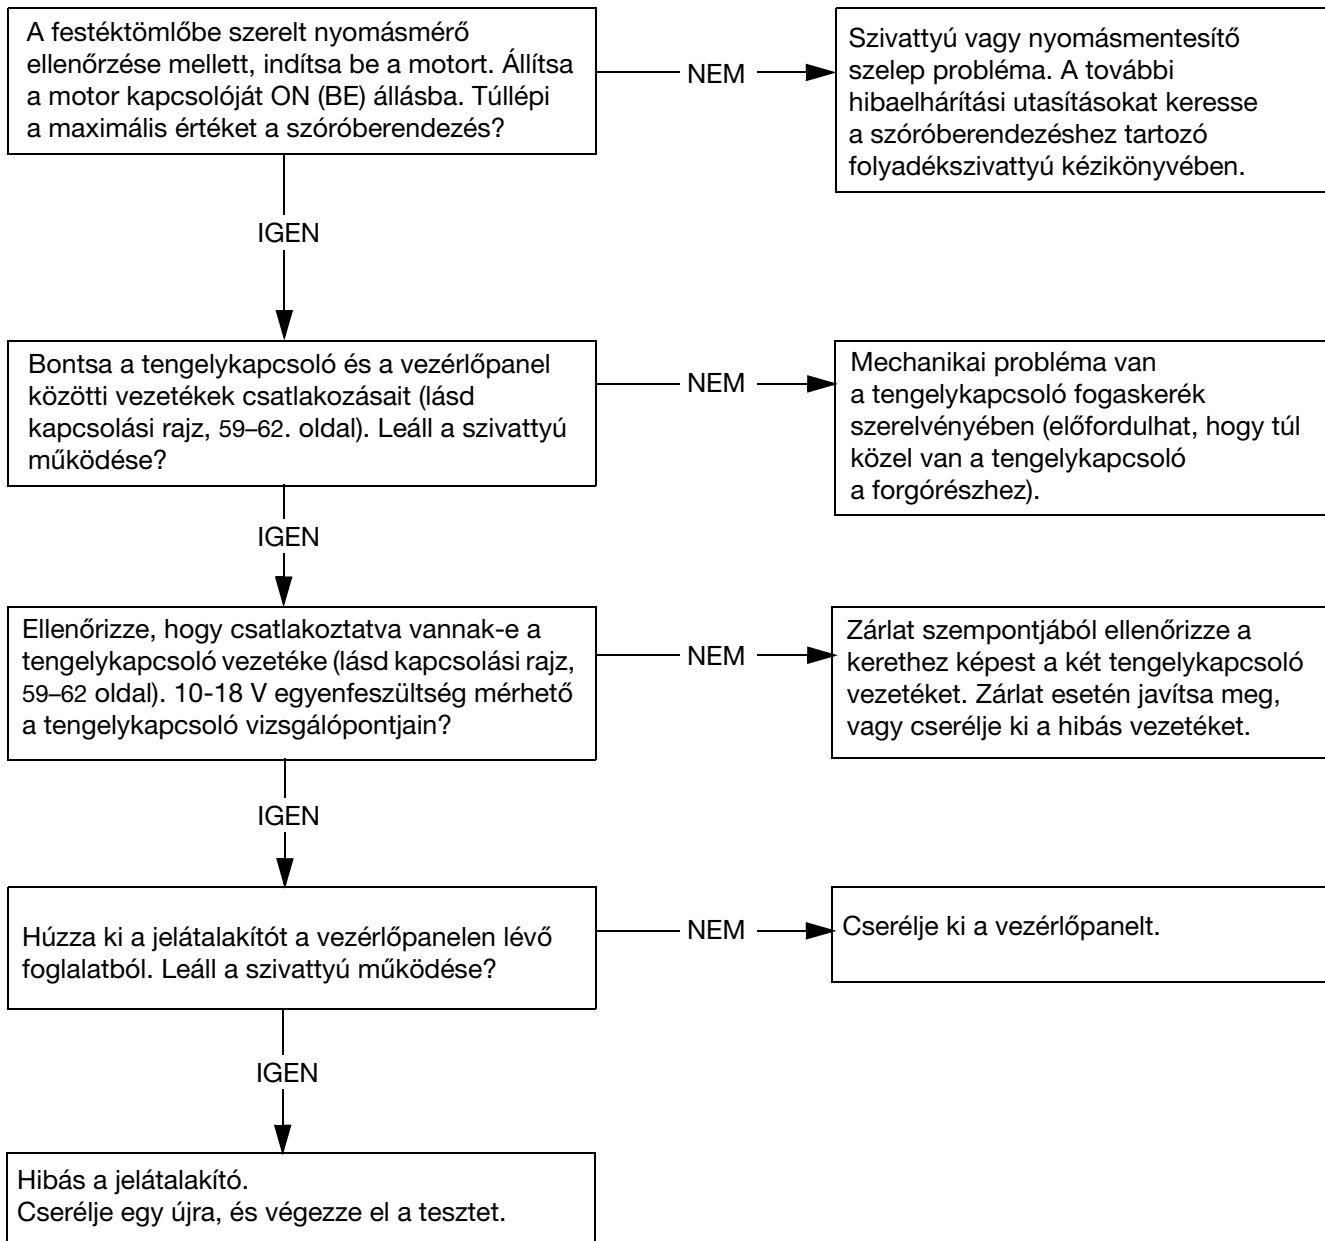 A festéktömlőbe szerelt nyomásmérő
ellenőrzése mellett, indítsa be a motort. Állítsa
a motor kapcsolóját ON (BE) állásba. Túllépi
a maximális értéket a szóróberendezés?
NEM
Szivattyú vagy nyomásmentesítő
szelep probléma. A további
hibaelhárítási utasításokat keresse
a szóróberendezéshez tartozó
folyadékszivattyú kézikönyvében.
IGEN
Bontsa a tengelykapcsoló és a vezérlőpanel
közötti vezetékek csatlakozásait (lásd
kapcsolási rajz, 59–62. oldal). Leáll a szivattyú
működése?
NEM
Mechanikai probléma van
a tengelykapcsoló fogaskerék
szerelvényében (előfordulhat, hogy túl
közel van a tengelykapcsoló
a forgórészhez).
IGEN
Ellenőrizze, hogy csatlakoztatva vannak-e a
tengelykapcsoló vezetéke (lásd kapcsolási rajz,
59–62 oldal). 10-18 V egyenfeszültség mérhető
a tengelykapcsoló vizsgálópontjain?
NEM
Zárlat szempontjából ellenőrizze a
kerethez képest a két tengelykapcsoló
vezetéket. Zárlat esetén javítsa meg,
vagy cserélje ki a hibás vezetéket.
IGEN
Húzza ki a jelátalakítót a vezérlőpanelen lévő
foglalatból. Leáll a szivattyú működése?
NEM
Cserélje ki a vezérlőpanelt.
IGEN
Hibás a jelátalakító.
Cserélje egy újra, és végezze el a tesztet.